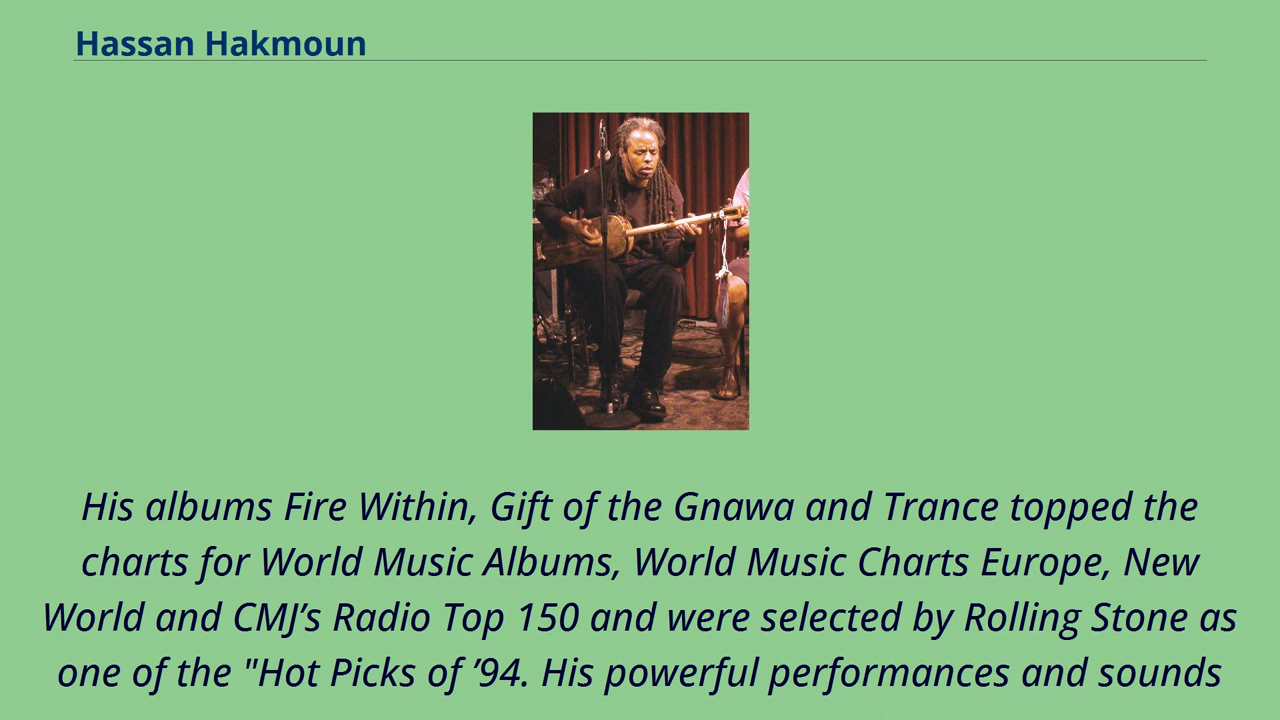 Hassan Hakmoun
His albums Fire Within, Gift of the Gnawa and Trance topped the
charts for World Music Albums, World Music Charts Europe, New
World and CMJ’s Radio Top 150 and were selected by Rolling Stone as
one of the "Hot Picks of ’94. His powerful performances and sounds